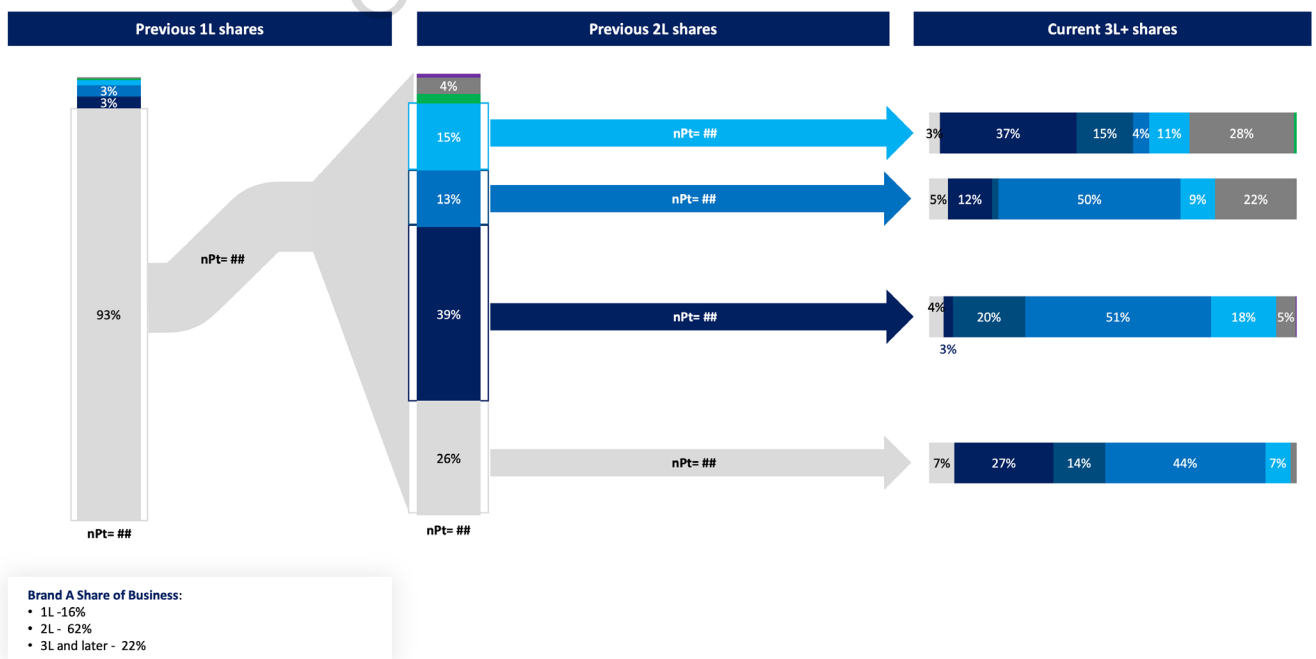 Previous 1L shares
Previous 2L shares
Current 3L+ shares
3%
3%
93%
nPt= ##
nPt= ##
4%
15%
13%
39%
26%
nPt= ##
nPt= ##
nPt= ##
nPt= ##
nPt= ##
3%
37%
15%
4%
11%
28%
5%
12%
50%
9%
22%
4%
3%
20%
51%
18%
5%
7%
27%
14%
44%
7%
Brand A Share of Business:
• 1L -16%
• 2L - 62%
• 3L and later - 22%